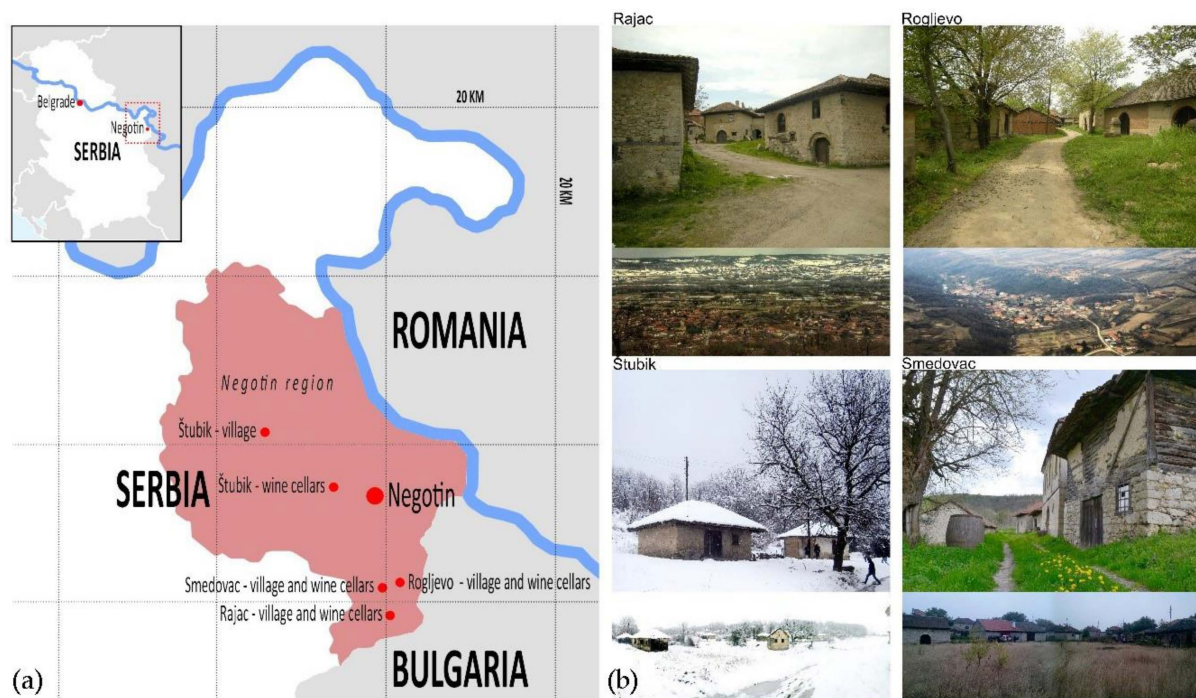 Belgrade
Negotin
SERBIA
20 KM
20 KM
ROMANIA
Negotin region
Štubik - village
SERBIA
Štubik - wine cellars
Negotin
Smedovac - village and wine cellars
Rogljevo - village and wine cellars
Rajac - village and wine cellars
BULGARIA
(a)
Rajac
Rogljevo
Štubik
Smedovac
(b)